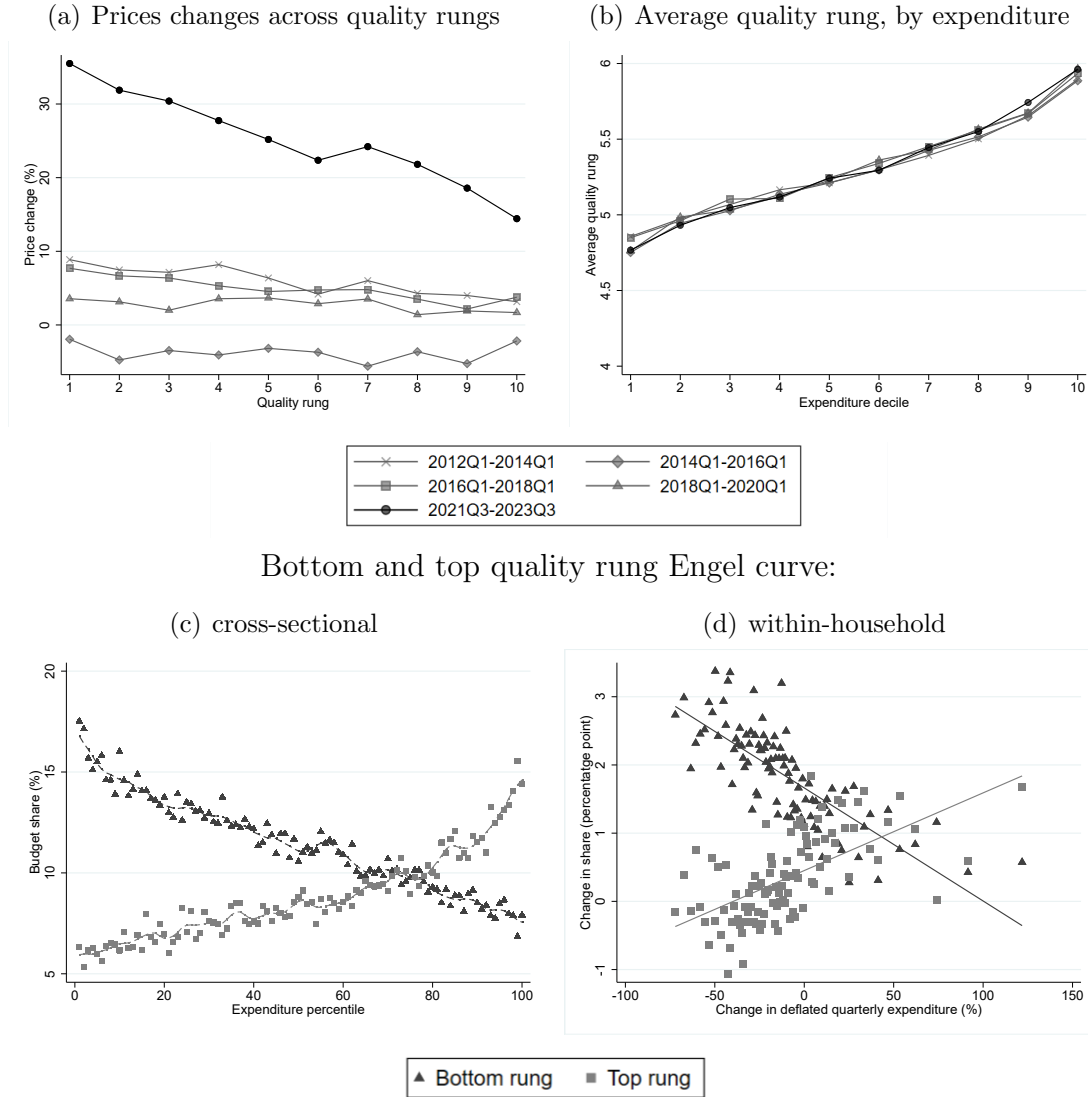 (a) Prices changes across quality rungs
Price change (%)
30
20
10
0
1 2 3 4 5 6 7 8 9 10
Quality rung
(b) Average quality rung, by expenditure
Average quality rung
6
5.5
5
4.5
4
1 2 3 4 5 6 7 8 9 10
Expenditure decile
2012Q1-2014Q1 2014Q1-2016Q1
2016Q1-2018Q1 2018Q1-2020Q1
2021Q3-2023Q3
Bottom and top quality rung Engel curve:
(c) cross-sectional
Budget share (%)
20
15
10
5
0 20 40 60 80 100
Expenditure percentile
(d) within-household
Change in share (percentatge point)
3
2
1
0
-1
-100 -50 0 50 100 150
Change in deflated quarterly expenditure (%)
Bottom rung Top rung